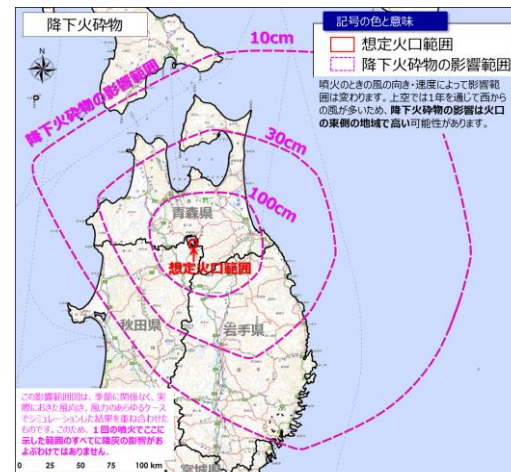 降下火砕物
10cm
記号の色と意味
想定火口範囲
降下火砕物の影響範囲
噴火のときの風の向き・速度によって影響範
囲は変わります。上空では1年を通じて西から
の風が多いため、降下火砕物の影響は火口
の東側の地域で高い可能性があります。
降下火砕物の影響範囲
30cm
100cm
青森県
想定火口範囲
秋田県
岩手県
この影響範囲図は、季節に関係なく、実
際におきた風向き、風力のあらゆるケース
でシミュレーションした結果を重ね合わせた
ものです。このため、1回の噴火でここに
示した範囲のすべてに降灰の影響がお
よぶわけではありません。
0 25 50 75 100 km
宮城県